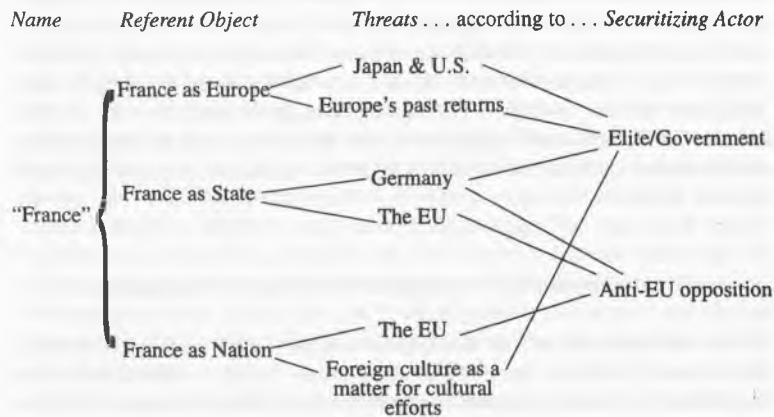 Name Referent Object Threats . . . according to . . . Securitizing Actor
Japan & U.S.
France as Europe
Europe's past returns
Elite/Government
Germany
France as State
"France"
The EU
Anti-EU opposition
The EU
France as Nation
Foreign culture as a
matter for cultural
efforts